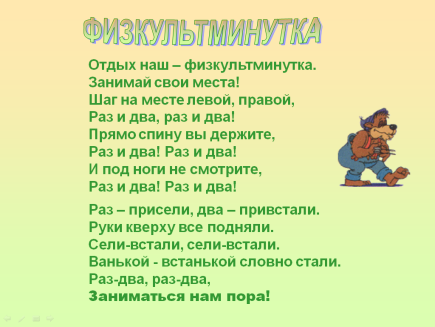 ФИЗКУЛЬТМИНУТКА
Отдых наш – физкультминутка.
Занимай свои места!
Шаг на месте левой, правой,
Раз и два, раз и два!
Прямо спину вы держите,
Раз и два! Раз и два!
И под ноги не смотрите,
Раз и два! Раз и два!
Раз – присели, два – привстали.
Руки кверху все подняли.
Сели-встали, сели-встали.
Ванькой - встанькой словно стали.
Раз-два, раз-два,
Заниматься нам пора!